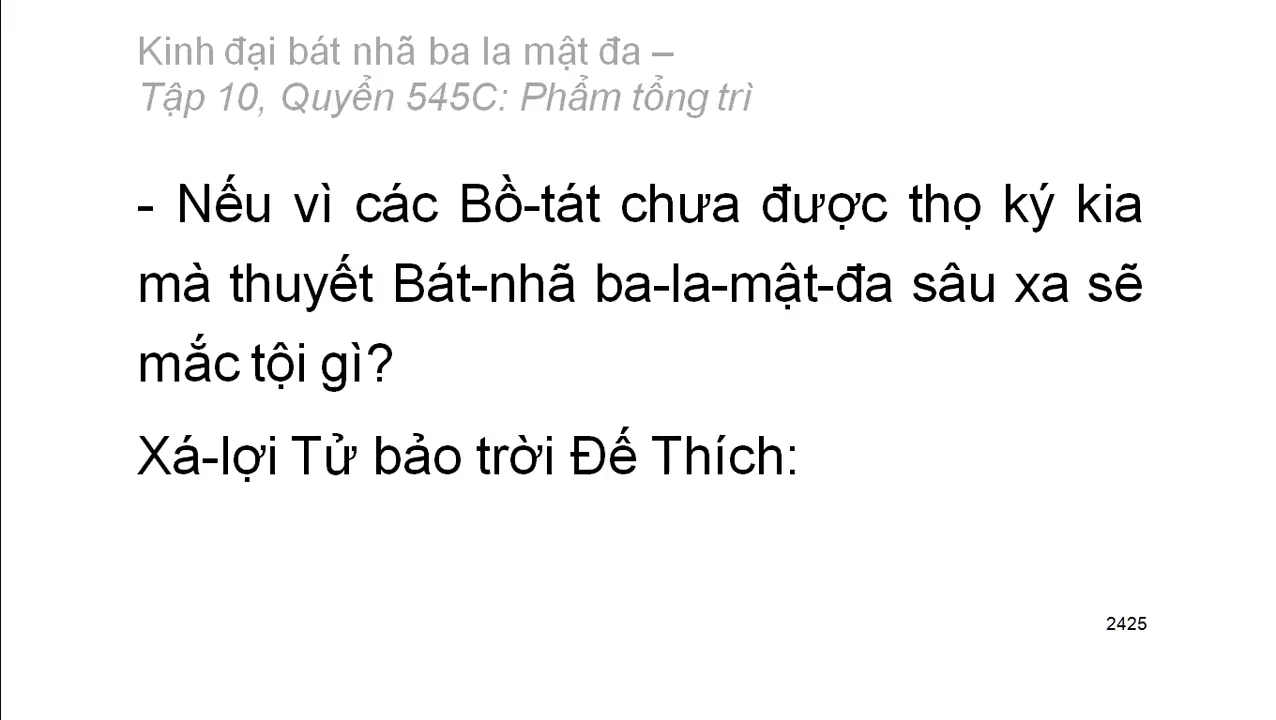 Kinh đại bát nhã ba la mật đa –
Tập 10, Quyển 545C: Phẩm tổng trì
- Nếu vì các Bồ-tát chưa được thọ ký kia
mà thuyết Bát-nhã ba-la-mật-đa sâu xa sẽ
mắc tội gì?
Xá-lợi Tử bảo trời Đế Thích:
2425